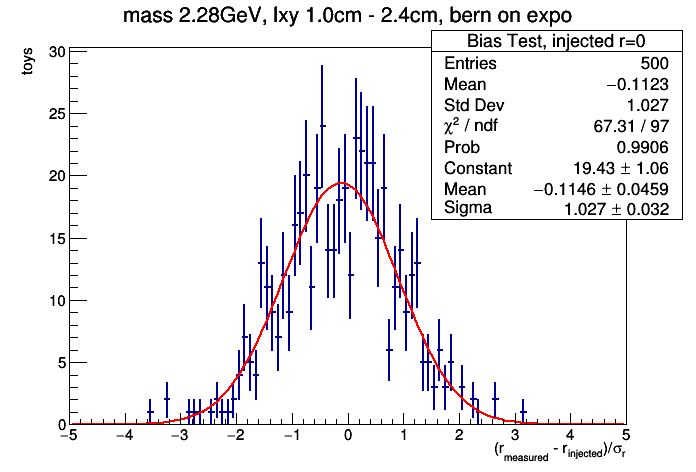 mass 2.28GeV, lxy 1.0cm - 2.4cm, bern on expo
Bias Test, injected r=0
Entries 500
Mean −0.1123
Std Dev 1.027
χ² / ndf 67.31 / 97
Prob 0.9906
Constant 19.43 ± 1.06
Mean −0.1146 ± 0.0459
Sigma 1.027 ± 0.032
toys
30
25
20
15
10
5
0
−5 −4 −3 −2 −1 0 1 2 3 4 5
(r_measured - r_injected)/σ_r